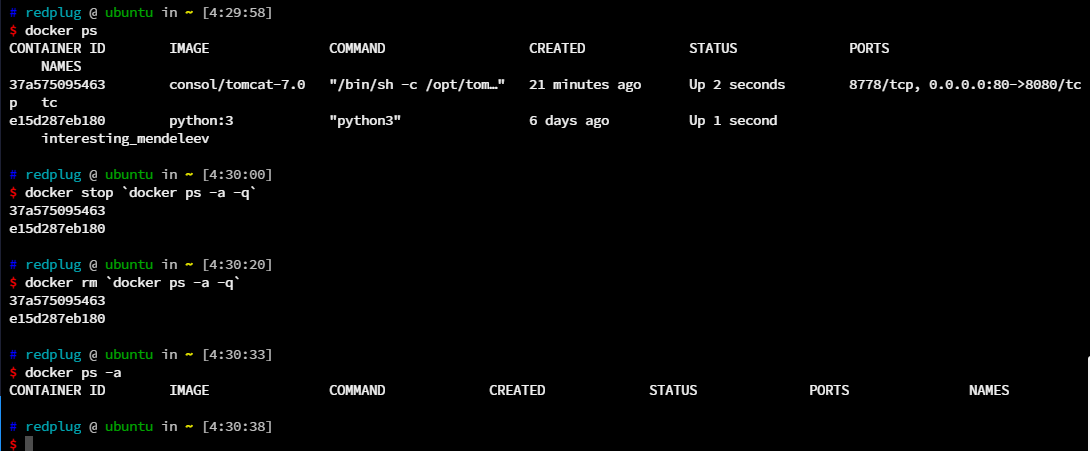 # redplug @ ubuntu in ~ [4:29:58]
$ docker ps
CONTAINER ID        IMAGE               COMMAND                  CREATED             STATUS              PORTS
    NAMES
37a575095463        consol/tomcat-7.0   "/bin/sh -c /opt/tom…"   21 minutes ago      Up 2 seconds        8778/tcp, 0.0.0.0:80->8080/tc
p   tc
e15d287eb180        python:3            "python3"                6 days ago          Up 1 second
    interesting_mendeleev
# redplug @ ubuntu in ~ [4:30:00]
$ docker stop `docker ps -a -q`
37a575095463
e15d287eb180
# redplug @ ubuntu in ~ [4:30:20]
$ docker rm `docker ps -a -q`
37a575095463
e15d287eb180
# redplug @ ubuntu in ~ [4:30:33]
$ docker ps -a
CONTAINER ID        IMAGE               COMMAND             CREATED             STATUS              PORTS               NAMES
# redplug @ ubuntu in ~ [4:30:38]
$